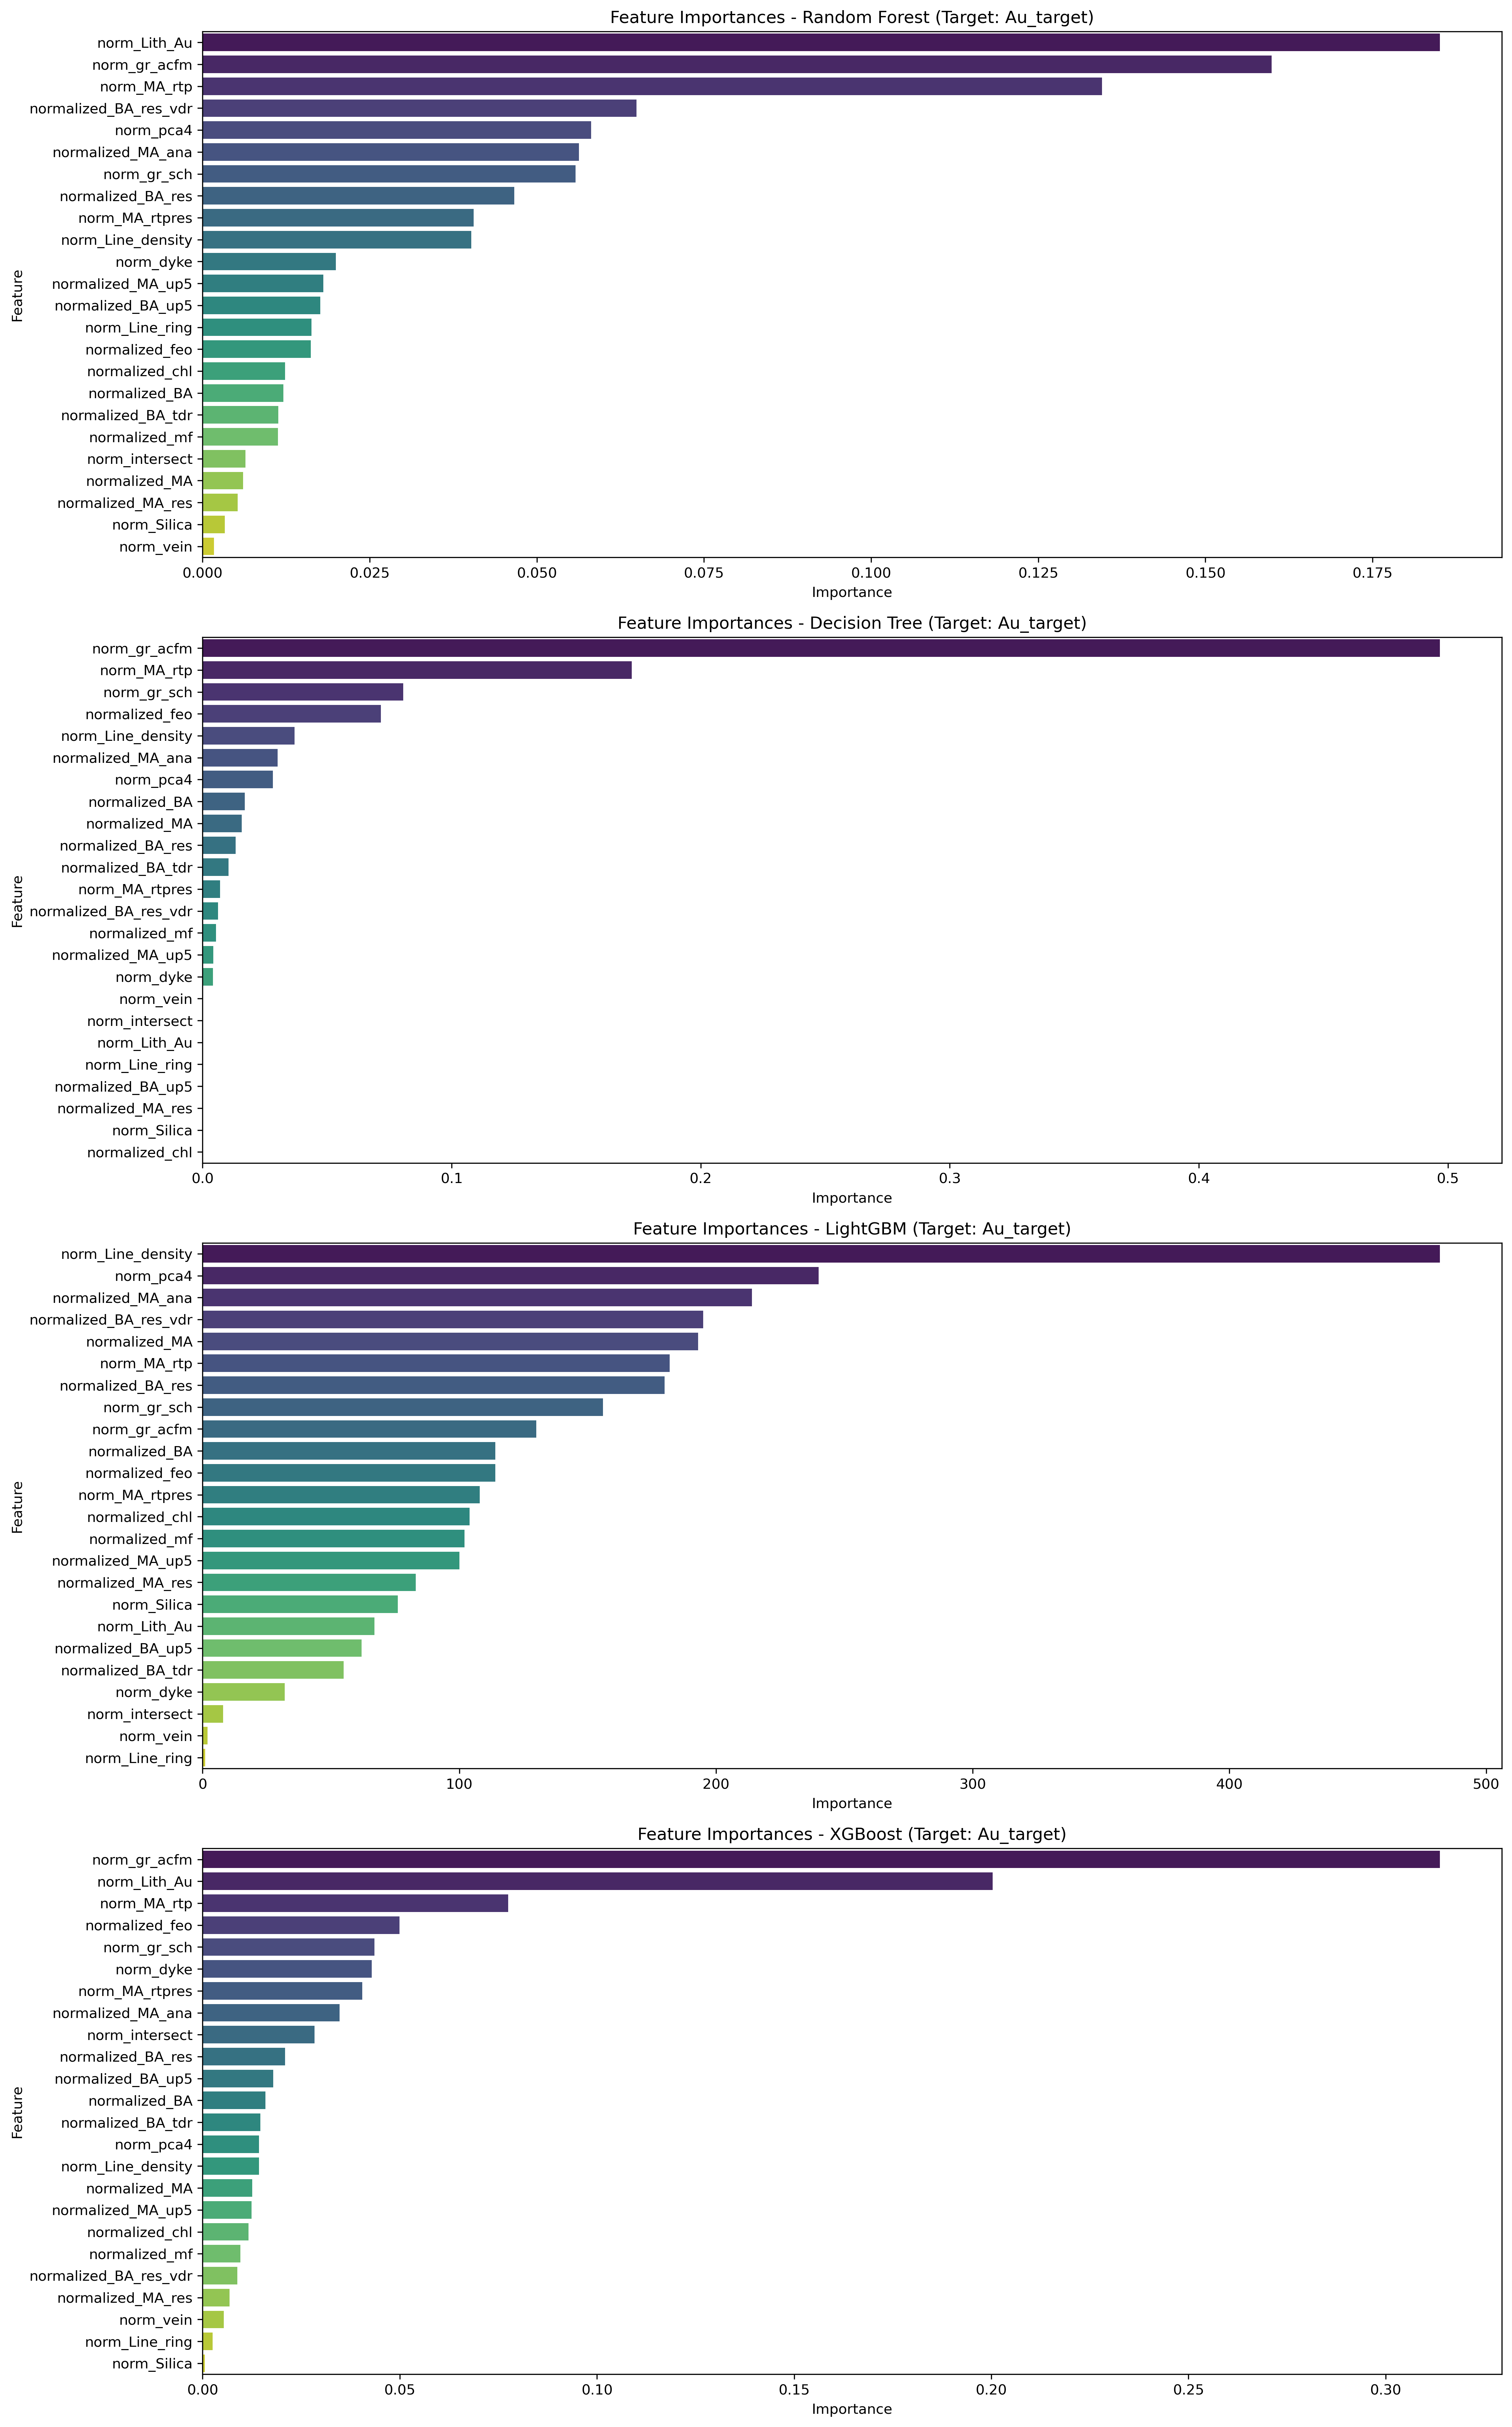 Feature Importances - Random Forest (Target: Au_target)
norm_Lith_Au
norm_gr_acfm
norm_MA_rtp
normalized_BA_res_vdr
norm_pca4
normalized_MA_ana
norm_gr_sch
normalized_BA_res
norm_MA_rtpres
norm_Line_density
norm_dyke
normalized_MA_up5
normalized_BA_up5
norm_Line_ring
normalized_feo
normalized_chl
normalized_BA
normalized_BA_tdr
normalized_mf
norm_intersect
normalized_MA
normalized_MA_res
norm_Silica
norm_vein
Feature
0.000 0.025 0.050 0.075 0.100 0.125 0.150 0.175
Importance
Feature Importances - Decision Tree (Target: Au_target)
norm_gr_acfm
norm_MA_rtp
norm_gr_sch
normalized_feo
norm_Line_density
normalized_MA_ana
norm_pca4
normalized_BA
normalized_MA
normalized_BA_res
normalized_BA_tdr
norm_MA_rtpres
normalized_BA_res_vdr
normalized_mf
normalized_MA_up5
norm_dyke
norm_vein
norm_intersect
norm_Lith_Au
norm_Line_ring
normalized_BA_up5
normalized_MA_res
norm_Silica
normalized_chl
Feature
0.0 0.1 0.2 0.3 0.4 0.5
Importance
Feature Importances - LightGBM (Target: Au_target)
norm_Line_density
norm_pca4
normalized_MA_ana
normalized_BA_res_vdr
normalized_MA
norm_MA_rtp
normalized_BA_res
norm_gr_sch
norm_gr_acfm
normalized_BA
normalized_feo
norm_MA_rtpres
normalized_chl
normalized_mf
normalized_MA_up5
normalized_MA_res
norm_Silica
norm_Lith_Au
normalized_BA_up5
normalized_BA_tdr
norm_dyke
norm_intersect
norm_vein
norm_Line_ring
Feature
0 100 200 300 400 500
Importance
Feature Importances - XGBoost (Target: Au_target)
norm_gr_acfm
norm_Lith_Au
norm_MA_rtp
normalized_feo
norm_gr_sch
norm_dyke
norm_MA_rtpres
normalized_MA_ana
norm_intersect
normalized_BA_res
normalized_BA_up5
normalized_BA
normalized_BA_tdr
norm_pca4
norm_Line_density
normalized_MA
normalized_MA_up5
normalized_chl
normalized_mf
normalized_BA_res_vdr
normalized_MA_res
norm_vein
norm_Line_ring
norm_Silica
Feature
0.00 0.05 0.10 0.15 0.20 0.25 0.30
Importance